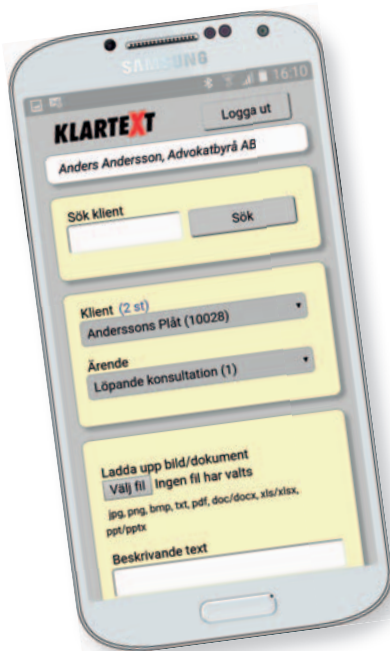 SAMSUNG
16:10
KLARTEXT
Logga ut
Anders Andersson, Advokatbyrå AB
Sök klient
Sök
Klient (2 st)
Anderssons Plåt (10028)
Ärende
Löpande konsultation (1)
Ladda upp bild/dokument
Välj fil Ingen fil har valts
jpg, png, bmp, txt, pdf, doc/docx, xls/xlsx,
ppt/pptx
Beskrivande text